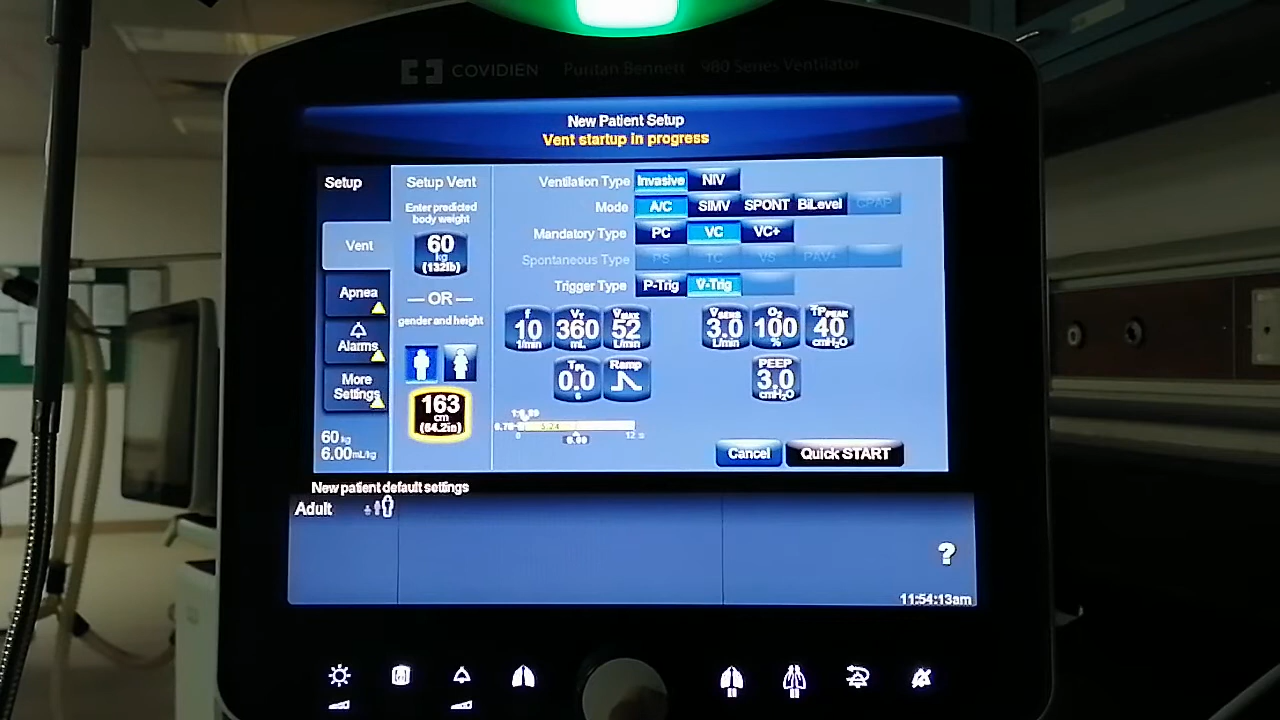 COVIDIEN Puritan Bennett 980 Series Ventilator
New Patient Setup
Vent startup in progress
Setup
Vent
Apnea
Alarms
More
Settings
60 kg
6.00 mL/kg
Setup Vent
Enter predicted
body weight
60
kg
(132lb)
— OR —
gender and height
163
cm
(64.2in)
Ventilation Type Invasive NIV
Mode A/C SIMV SPONT BiLevel CPAP
Mandatory Type PC VC VC+
Spontaneous Type PS TC VS PAV+
Trigger Type P-Trig V-Trig
f
10
1/min
VT
360
mL
VMAX
52
L/min
VSENS
3.0
L/min
O2
100
%
TPPEAK
40
cmH2O
TPL
0.0
s
Ramp
PEEP
3.0
cmH2O
5.24
0 12 s
Cancel Quick START
New patient default settings
Adult
?
11:54:13am